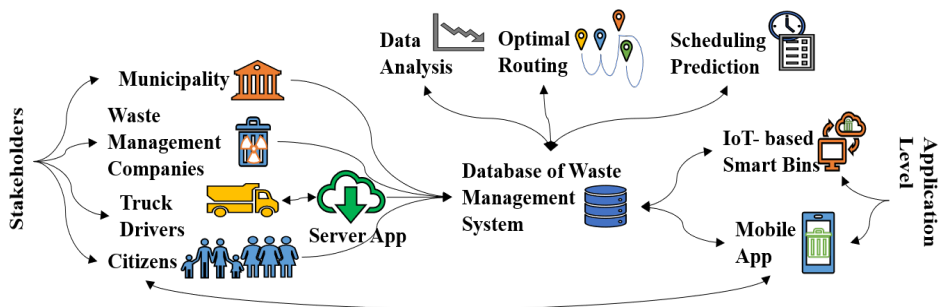 Stakeholders
Municipality
Waste
Management
Companies
Truck
Drivers
Citizens
Server App
Data
Analysis
Optimal
Routing
Scheduling
Prediction
Database of Waste
Management
System
IoT- based
Smart Bins
Mobile
App
Application
Level